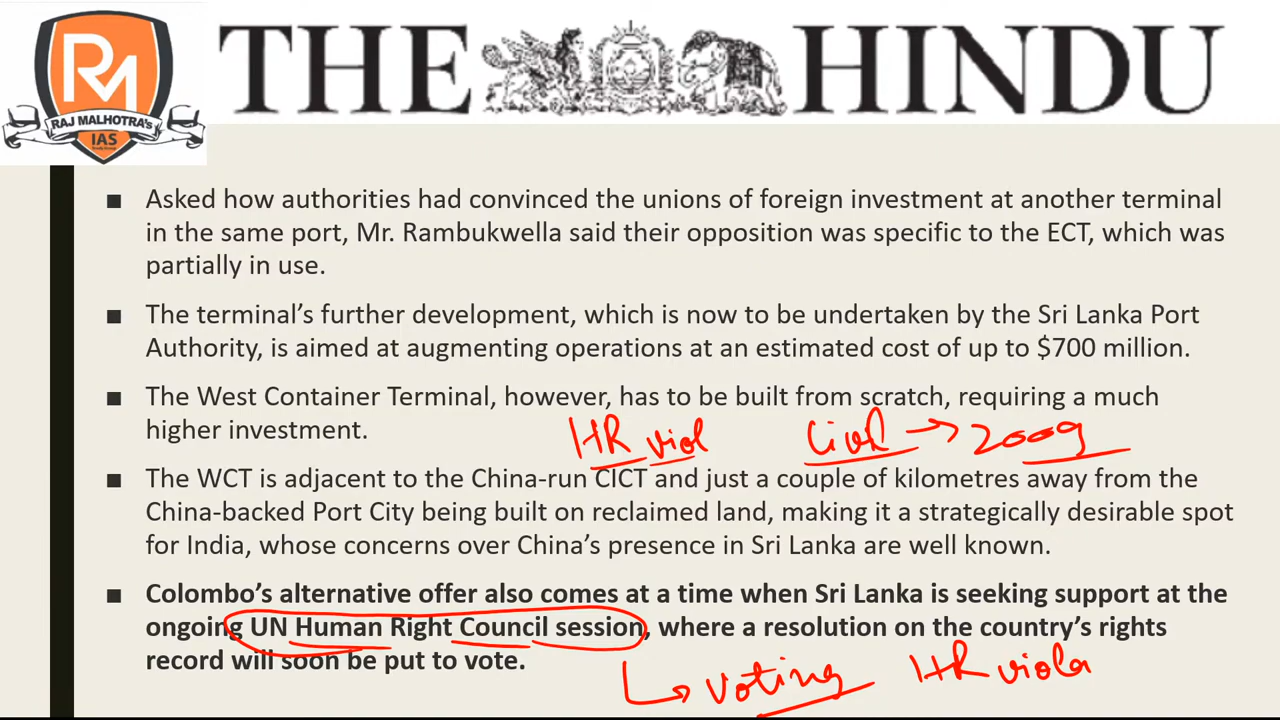 RM
RAJ MALHOTRA'S
IAS
THE HINDU
■ Asked how authorities had convinced the unions of foreign investment at another terminal
in the same port, Mr. Rambukwella said their opposition was specific to the ECT, which was
partially in use.
■ The terminal’s further development, which is now to be undertaken by the Sri Lanka Port
Authority, is aimed at augmenting operations at an estimated cost of up to $700 million.
■ The West Container Terminal, however, has to be built from scratch, requiring a much
higher investment.
HR viol Civil → 2009
■ The WCT is adjacent to the China-run CICT and just a couple of kilometres away from the
China-backed Port City being built on reclaimed land, making it a strategically desirable spot
for India, whose concerns over China’s presence in Sri Lanka are well known.
■ Colombo’s alternative offer also comes at a time when Sri Lanka is seeking support at the
ongoing UN Human Right Council session, where a resolution on the country’s rights
record will soon be put to vote.
↳ voting HR viola